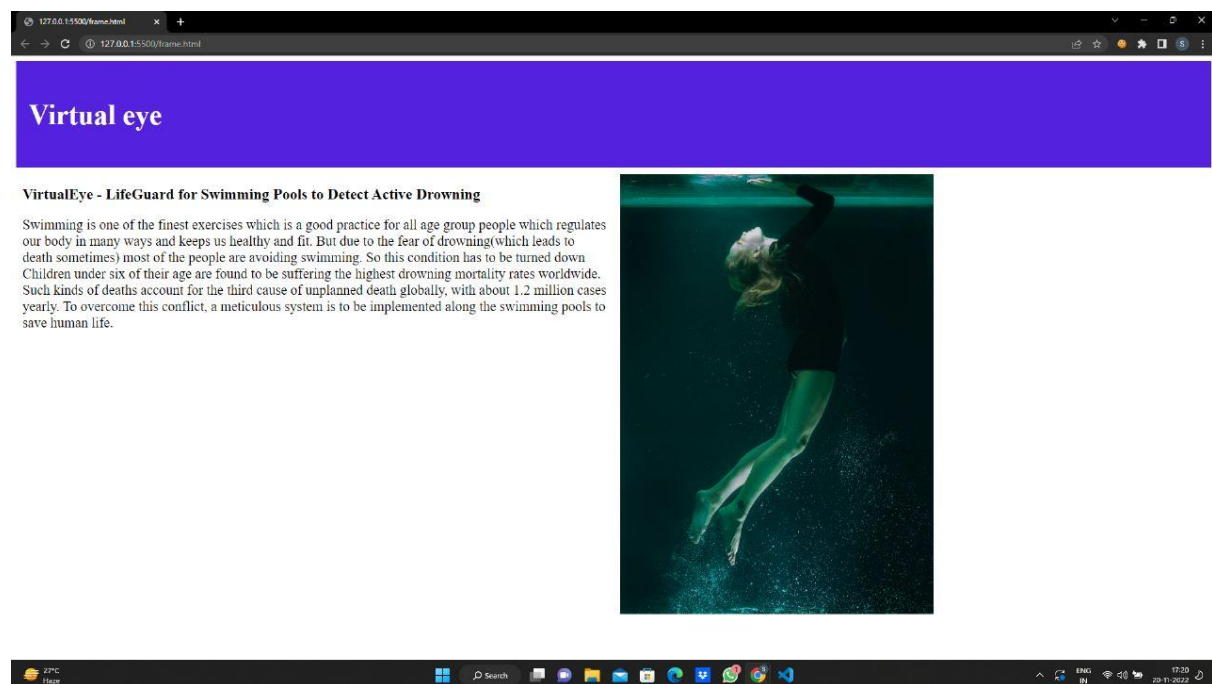 127.0.0.1:5500/frame.html
127.0.0.1:5500/frame.html
S
Virtual eye
VirtualEye - LifeGuard for Swimming Pools to Detect Active Drowning
Swimming is one of the finest exercises which is a good practice for all age group people which regulates
our body in many ways and keeps us healthy and fit. But due to the fear of drowning(which leads to
death sometimes) most of the people are avoiding swimming. So this condition has to be turned down
Children under six of their age are found to be suffering the highest drowning mortality rates worldwide.
Such kinds of deaths account for the third cause of unplanned death globally, with about 1.2 million cases
yearly. To overcome this conflict, a meticulous system is to be implemented along the swimming pools to
save human life.
27°C
Haze
Search
ENG
IN
17:20
20-11-2022